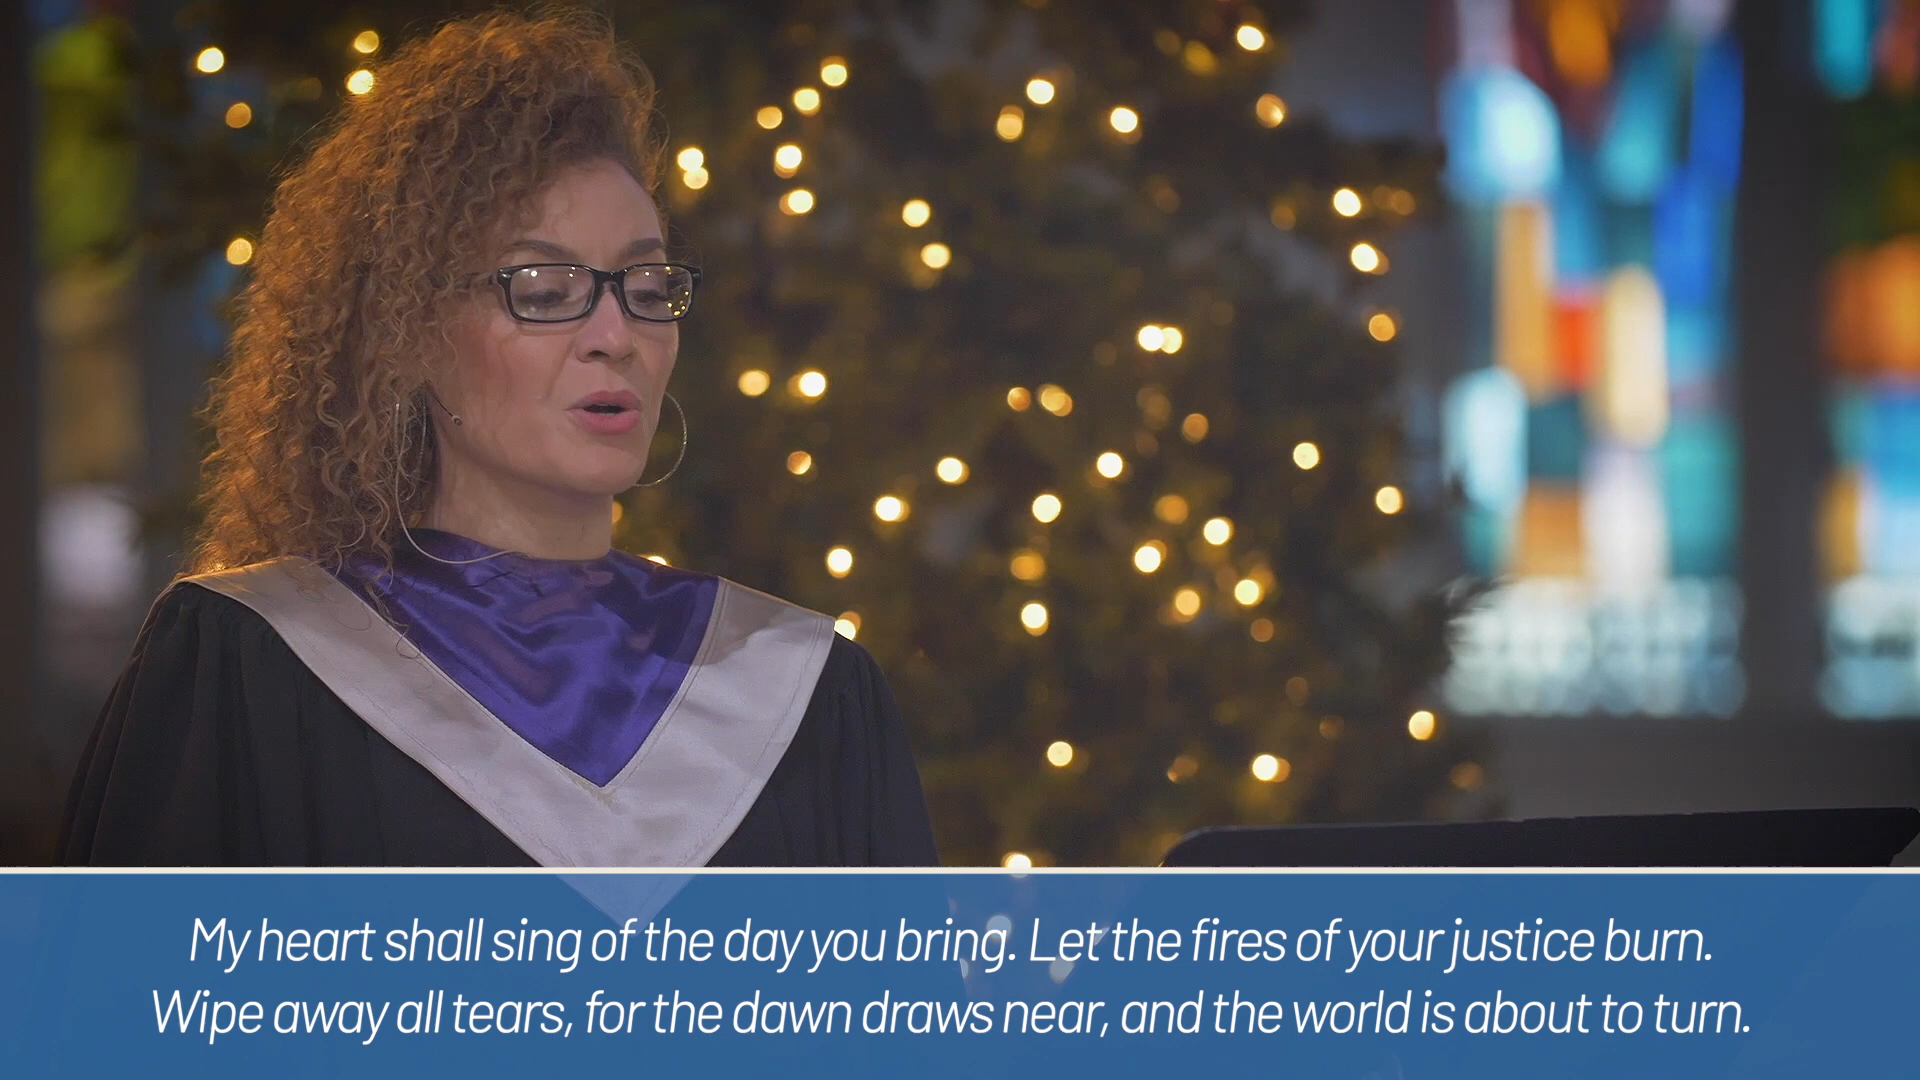 My heart shall sing of the day you bring. Let the fires of your justice burn.
Wipe away all tears, for the dawn draws near, and the world is about to turn.